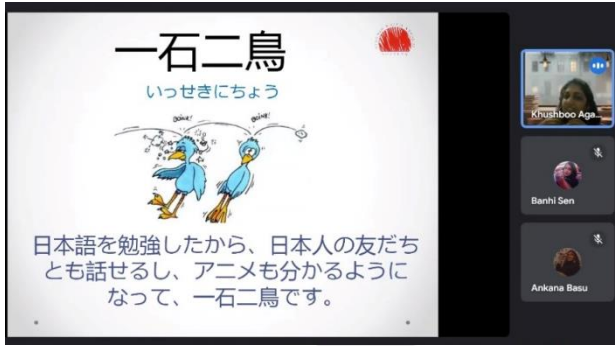 一石二鳥
いっせきにちょう
BOINK! BOINK!
日本語を勉強したから、日本人の友だち
とも話せるし、アニメも分かるように
なって、一石二鳥です。
Khushboo Aga...
Banhi Sen
Ankana Basu